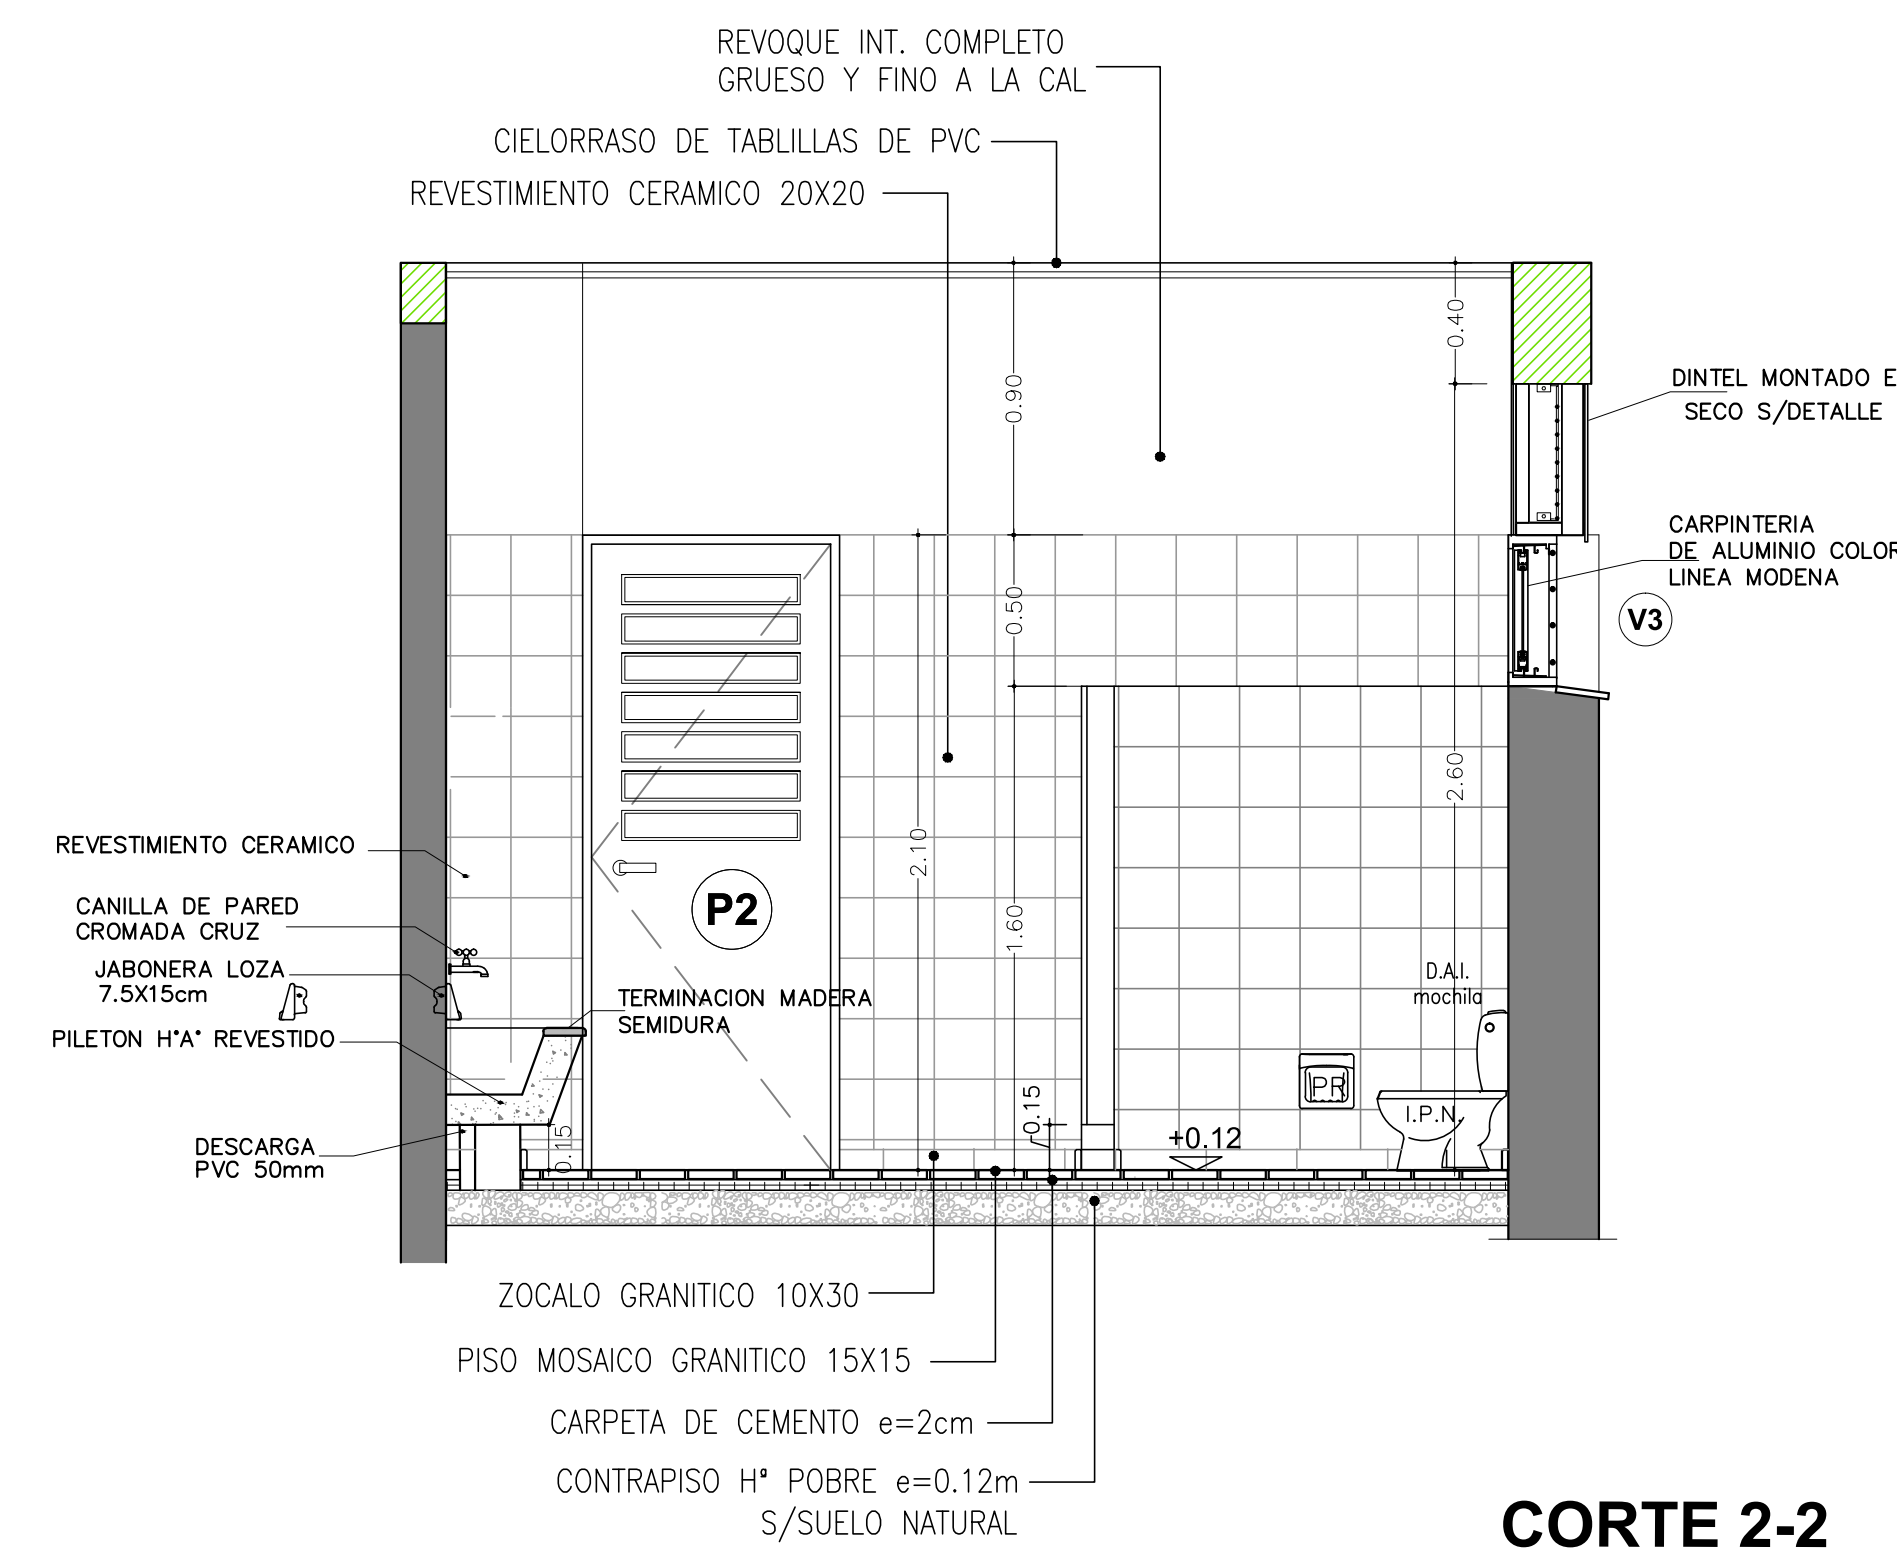 REVOQUE INT. COMPLETO
GRUESO Y FINO A LA CAL
CIELORRASO DE TABLILLAS DE PVC
REVESTIMIENTO CERAMICO 20X20
0.40
0.90
DINTEL MONTADO E
SECO S/DETALLE
CARPINTERIA
DE ALUMINIO COLOR
LINEA MODENA
V3
0.50
2.60
2.10
1.60
REVESTIMIENTO CERAMICO
CANILLA DE PARED
CROMADA CRUZ
JABONERA LOZA
7.5X15cm
PILETON H°A° REVESTIDO
P2
TERMINACION MADERA
SEMIDURA
D.A.I.
mochila
PR
I.P.N.
DESCARGA
PVC 50mm
0.15
0.15
+0.12
ZOCALO GRANITICO 10X30
PISO MOSAICO GRANITICO 15X15
CARPETA DE CEMENTO e=2cm
CONTRAPISO Hª POBRE e=0.12m
S/SUELO NATURAL
CORTE 2-2